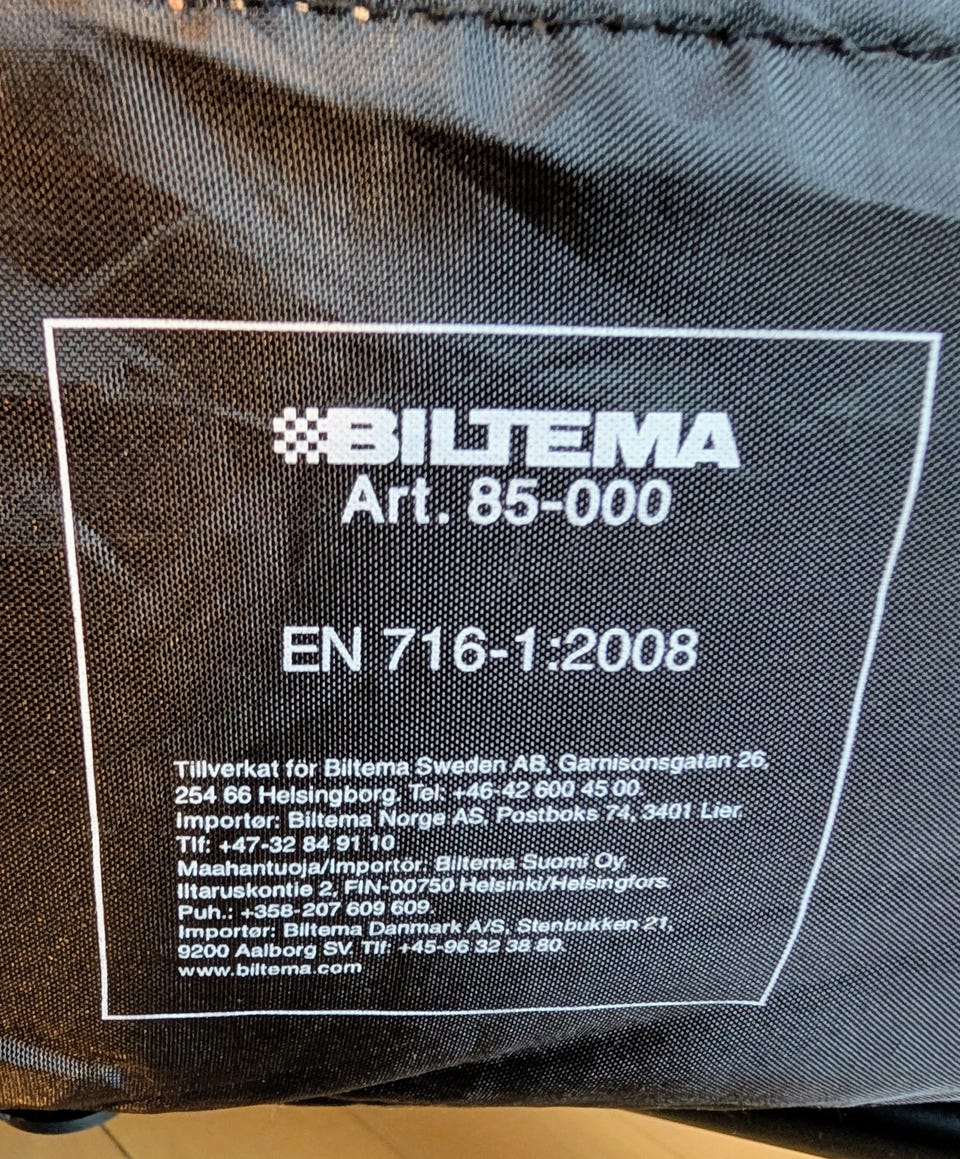 BILTEMA
Art. 85-000
EN 716-1:2008
Tillverkat för Biltema Sweden AB, Garnisonsgatan 26,
254 66 Helsingborg, Tel: +46-42 600 45 00.
Importør: Biltema Norge AS, Postboks 74, 3401 Lier.
Tlf: +47-32 84 91 10
Maahantuoja/Importör: Biltema Suomi Oy,
Iltaruskontie 2, FIN-00750 Helsinki/Helsingfors.
Puh.: +358-207 609 609.
Importør: Biltema Danmark A/S, Stenbukken 21,
9200 Aalborg SV. Tlf: +45-96 32 38 80.
www.biltema.com